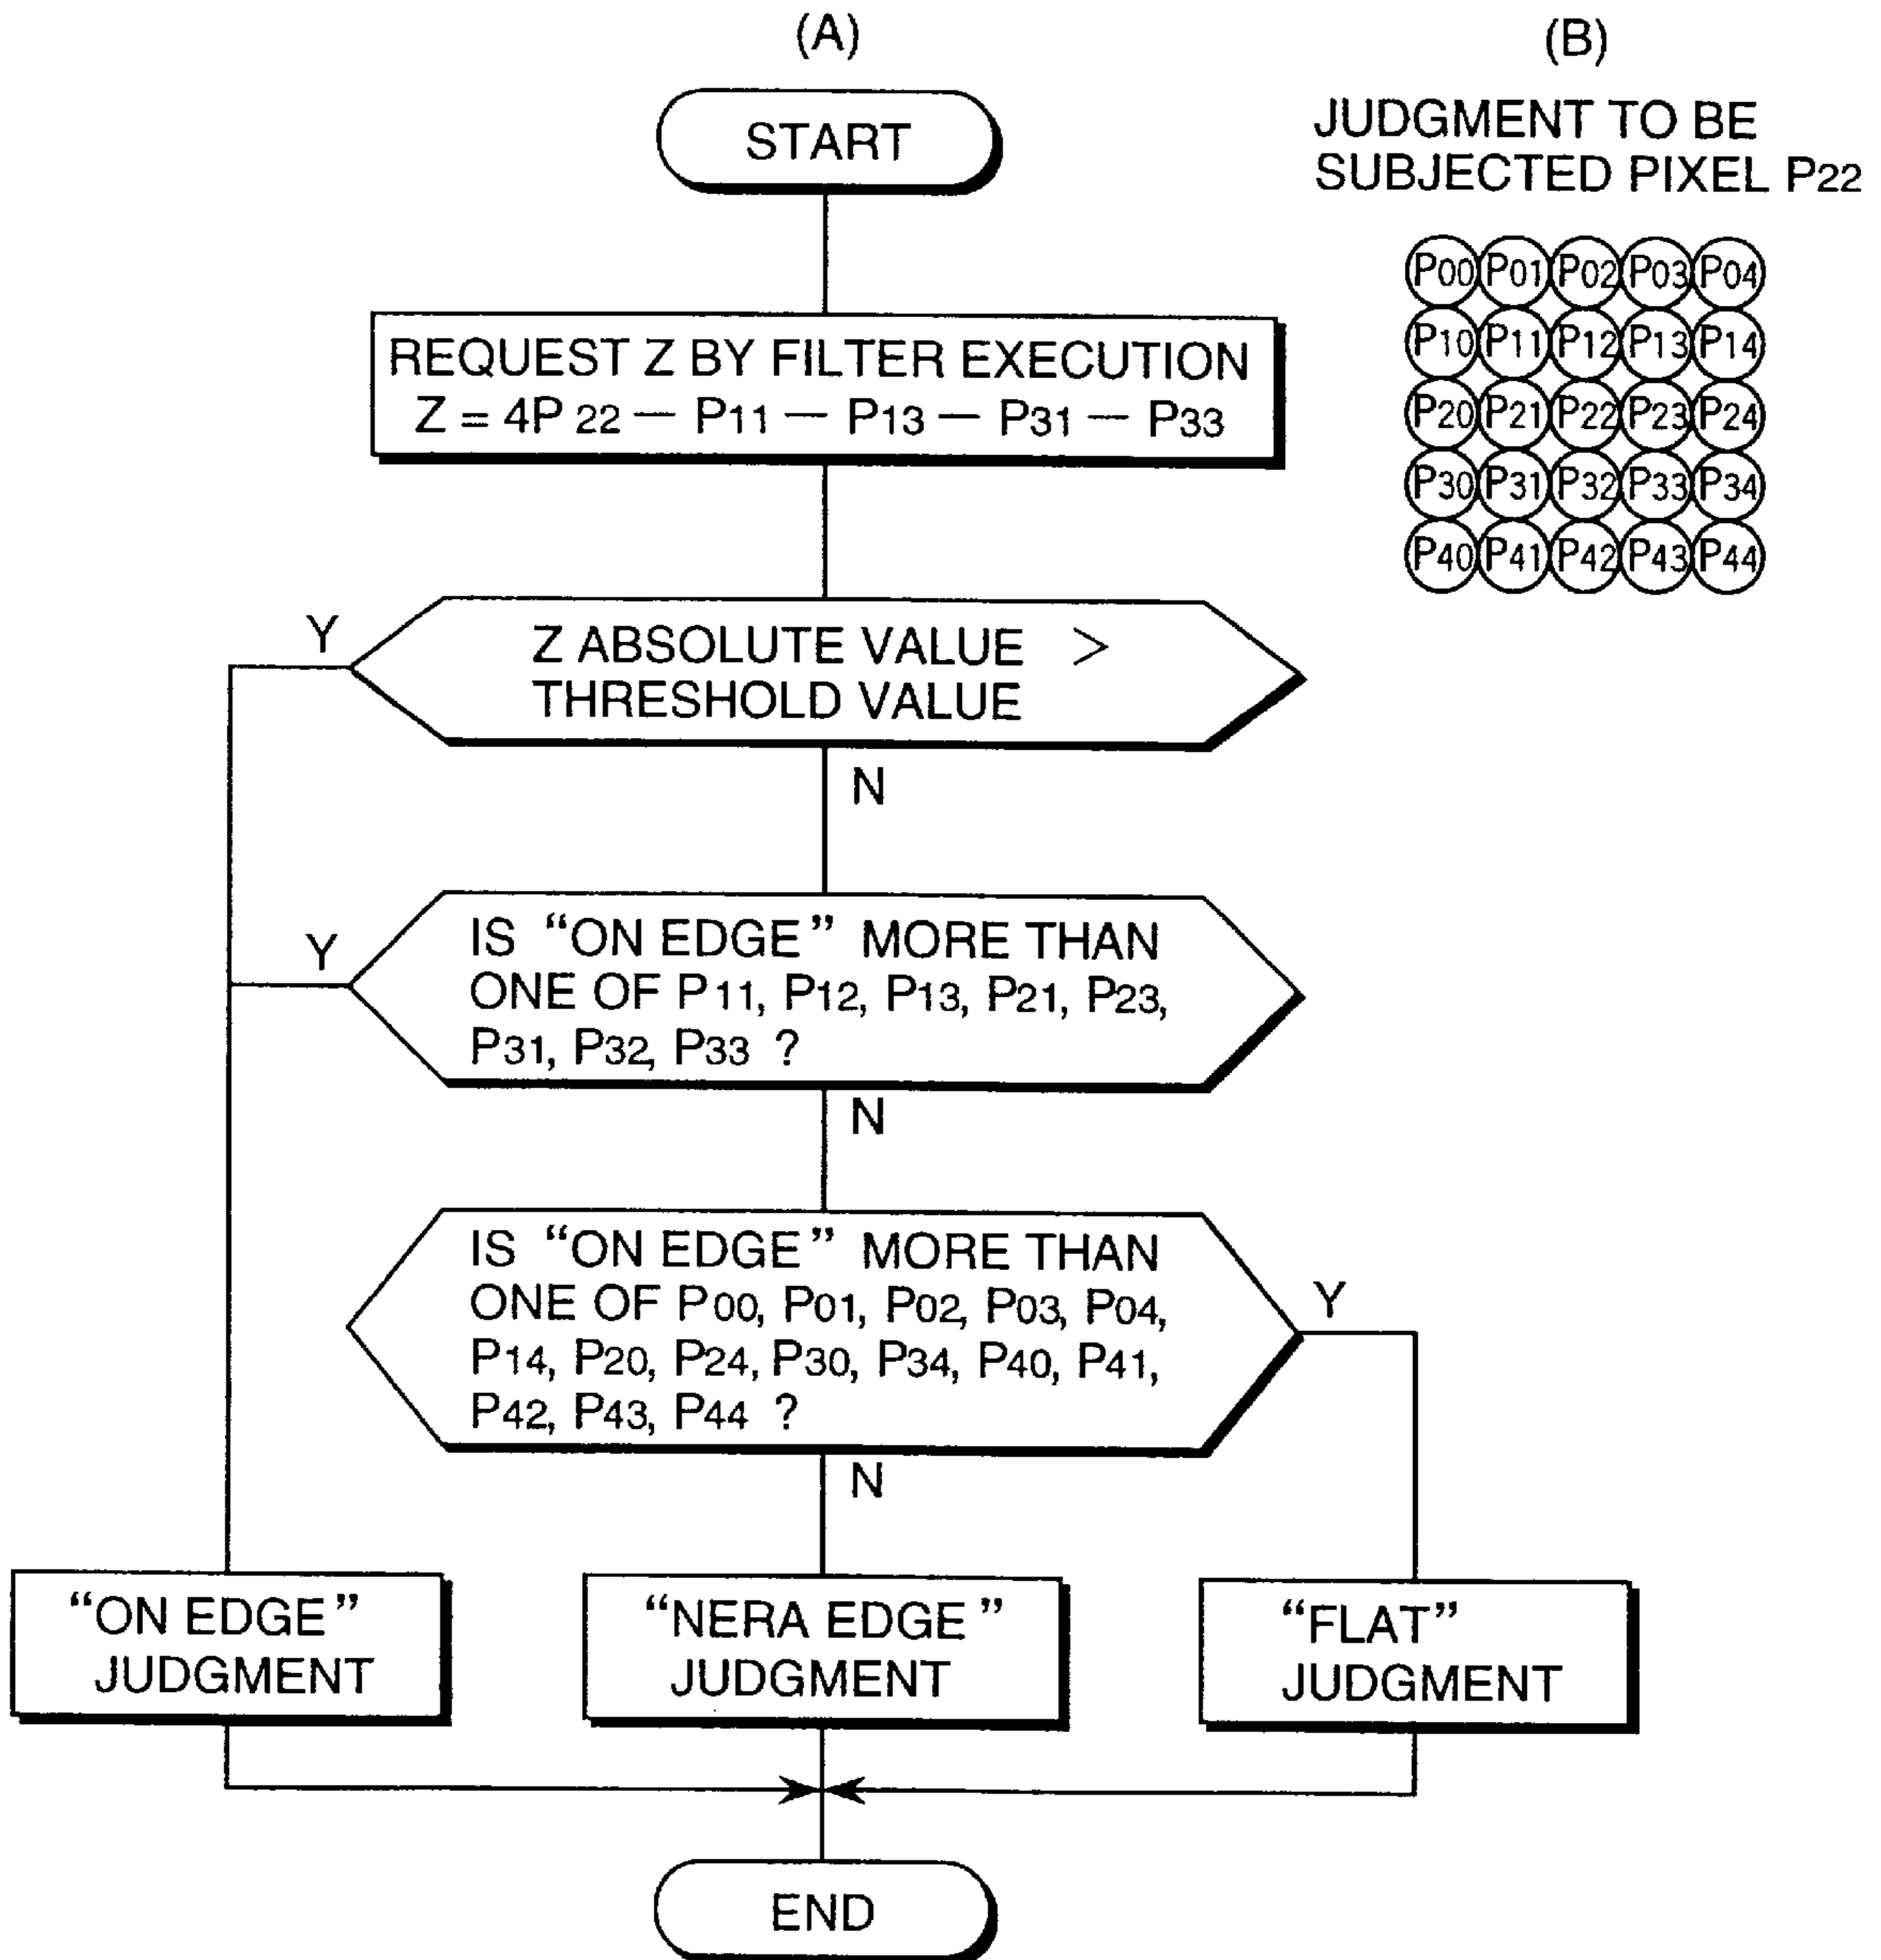 (A)
START
REQUEST Z BY FILTER EXECUTION
Z = 4P22 — P11 — P13 — P31 — P33
Y
Z ABSOLUTE VALUE >
THRESHOLD VALUE
N
Y
IS “ON EDGE” MORE THAN
ONE OF P11, P12, P13, P21, P23,
P31, P32, P33 ?
N
IS “ON EDGE” MORE THAN
ONE OF P00, P01, P02, P03, P04,
P14, P20, P24, P30, P34, P40, P41,
P42, P43, P44 ?
Y
N
“ON EDGE”
JUDGMENT
“NERA EDGE”
JUDGMENT
“FLAT”
JUDGMENT
END
(B)
JUDGMENT TO BE
SUBJECTED PIXEL P22
P00 P01 P02 P03 P04
P10 P11 P12 P13 P14
P20 P21 P22 P23 P24
P30 P31 P32 P33 P34
P40 P41 P42 P43 P44